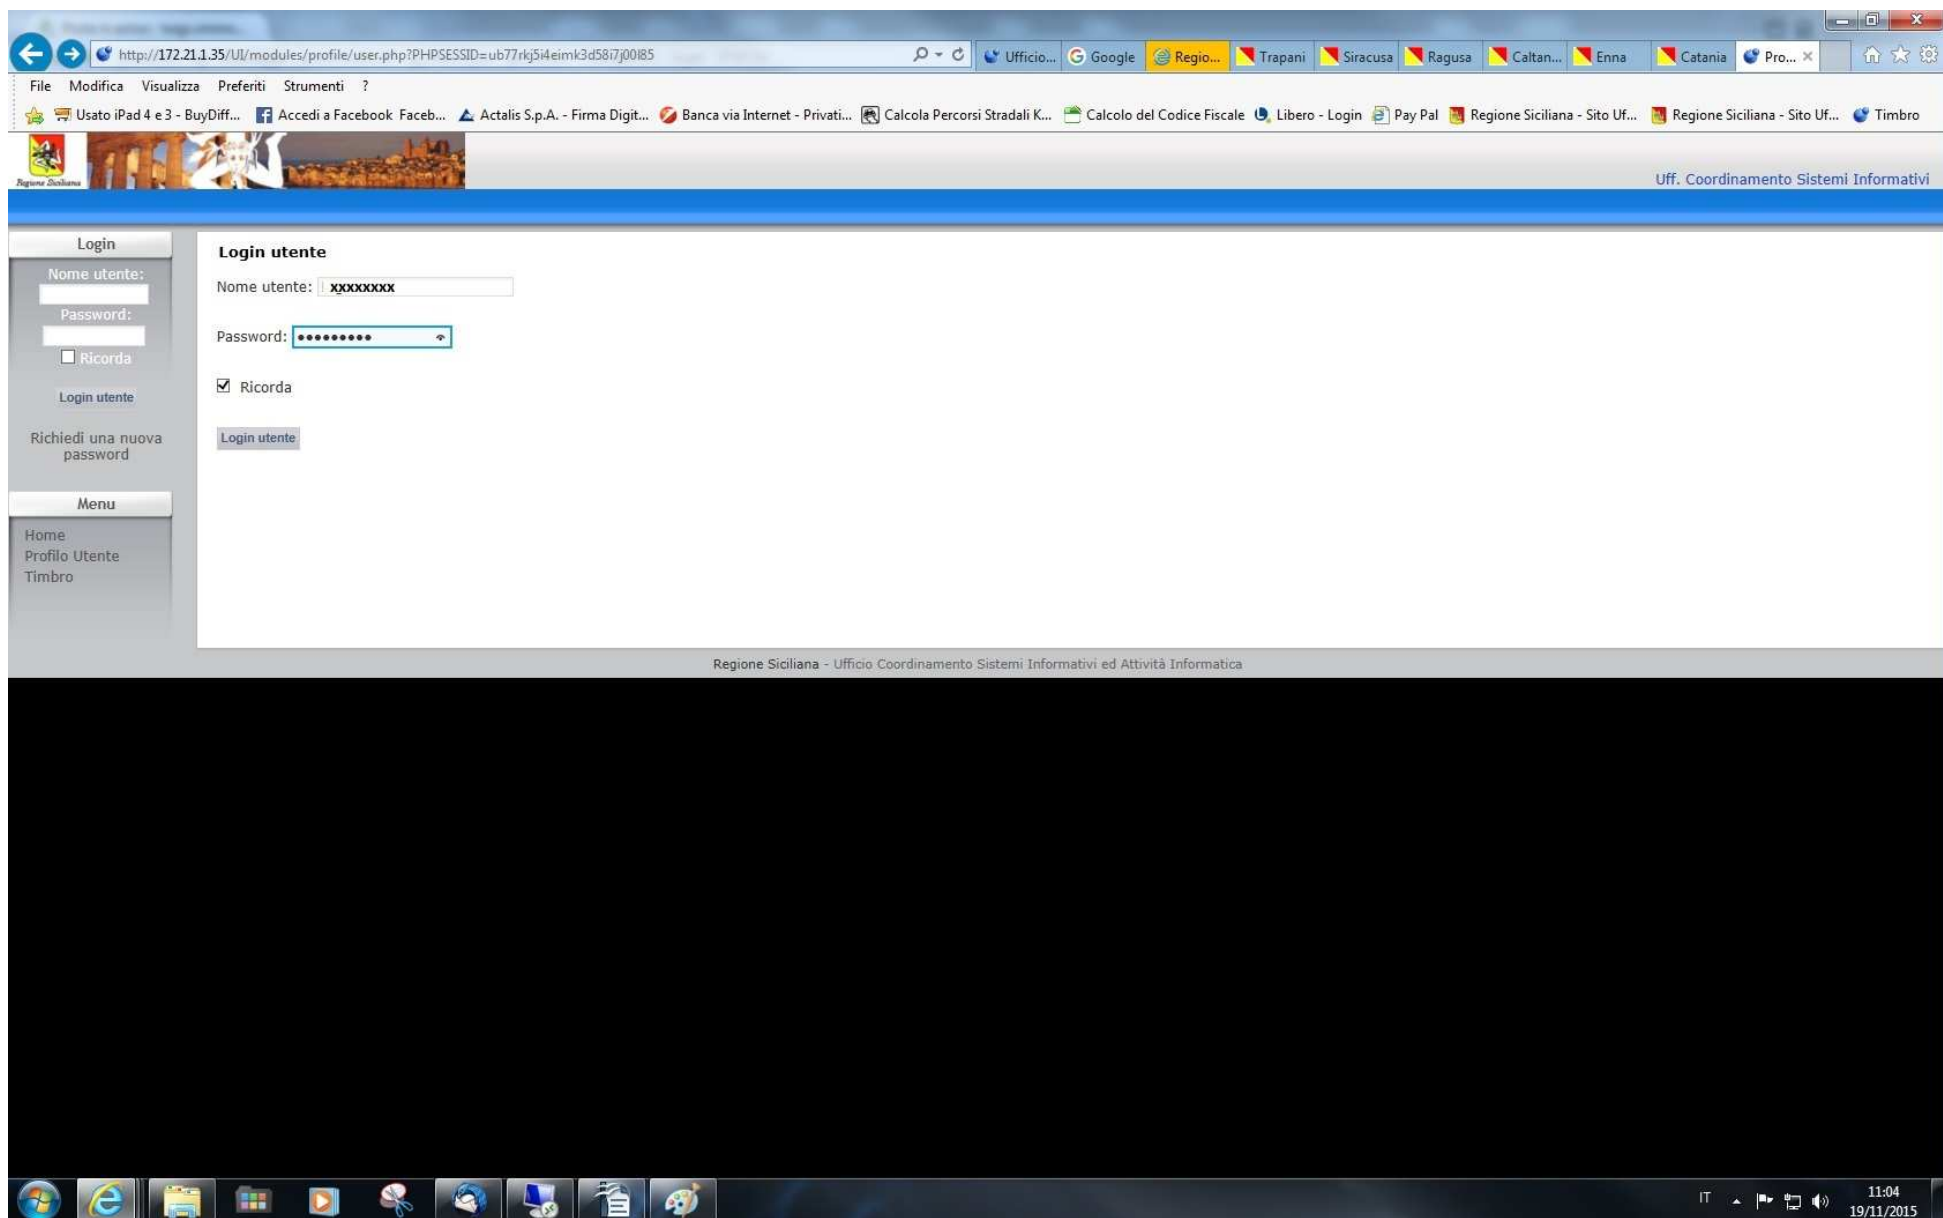 http://172.21.1.35/UI/modules/profile/user.php?PHPSESSID=ub77rkj5i4eimk3d58i7j00l85
Ufficio... Google Regio... Trapani Siracusa Ragusa Caltan... Enna Catania Pro...
File Modifica Visualizza Preferiti Strumenti ?
Usato iPad 4 e 3 - BuyDiff... Accedi a Facebook Faceb... Actalis S.p.A. - Firma Digit... Banca via Internet - Privati... Calcola Percorsi Stradali K... Calcolo del Codice Fiscale Libero - Login Pay Pal Regione Siciliana - Sito Uf... Regione Siciliana - Sito Uf... Timbro
Regione Siciliana
Uff. Coordinamento Sistemi Informativi
Login
Nome utente:
Password:
Ricorda
Login utente
Richiedi una nuova
password
Menu
Home
Profilo Utente
Timbro
Login utente
Nome utente: xxxxxxxx
Password: •••••••••
Ricorda
Login utente
Regione Siciliana - Ufficio Coordinamento Sistemi Informativi ed Attività Informatica
IT
11:04
19/11/2015